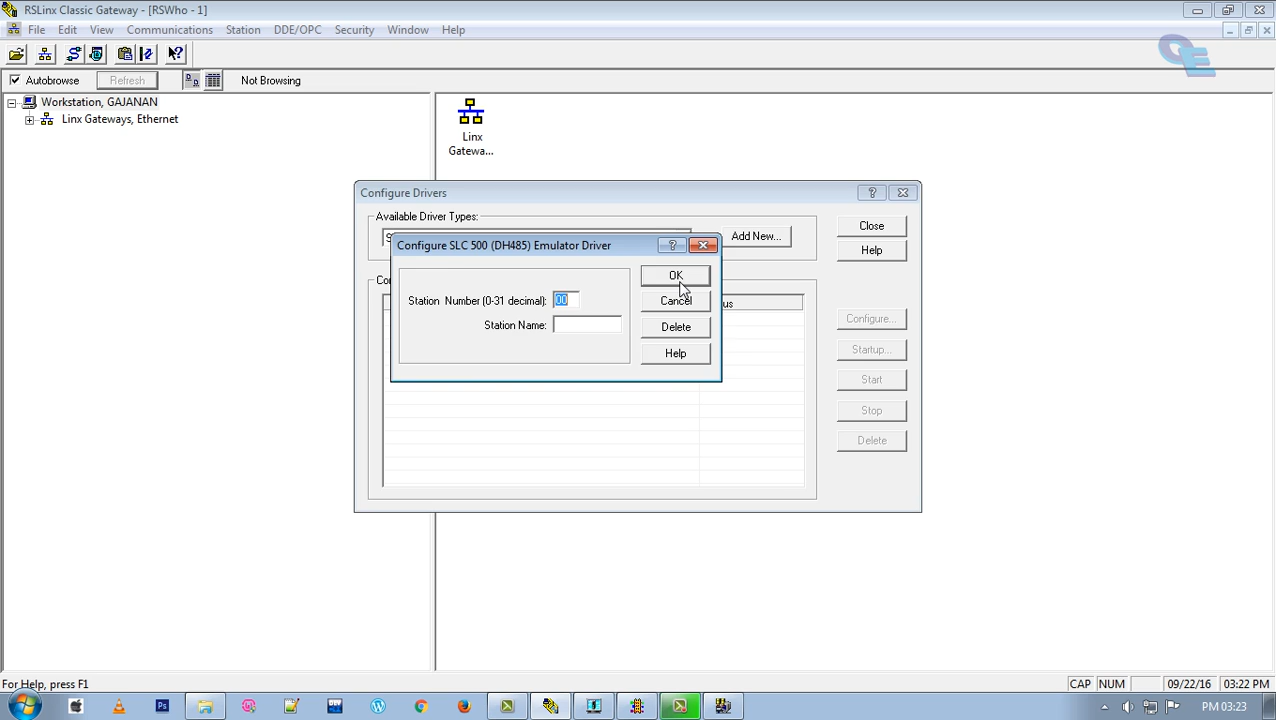 RSLinx Classic Gateway - [RSWho - 1]
File Edit View Communications Station DDE/OPC Security Window Help
Autobrowse Refresh Not Browsing
Workstation, GAJANAN
Linx Gateways, Ethernet
Linx
Gatewa...
Configure Drivers
Available Driver Types:
Add New...
Close
Help
Configure SLC 500 (DH485) Emulator Driver
Station Number (0-31 decimal): 00
Station Name:
OK
Cancel
Delete
Help
Configure...
Startup...
Start
Stop
Delete
For Help, press F1
CAP NUM 09/22/16 03:22 PM
PM 03:23